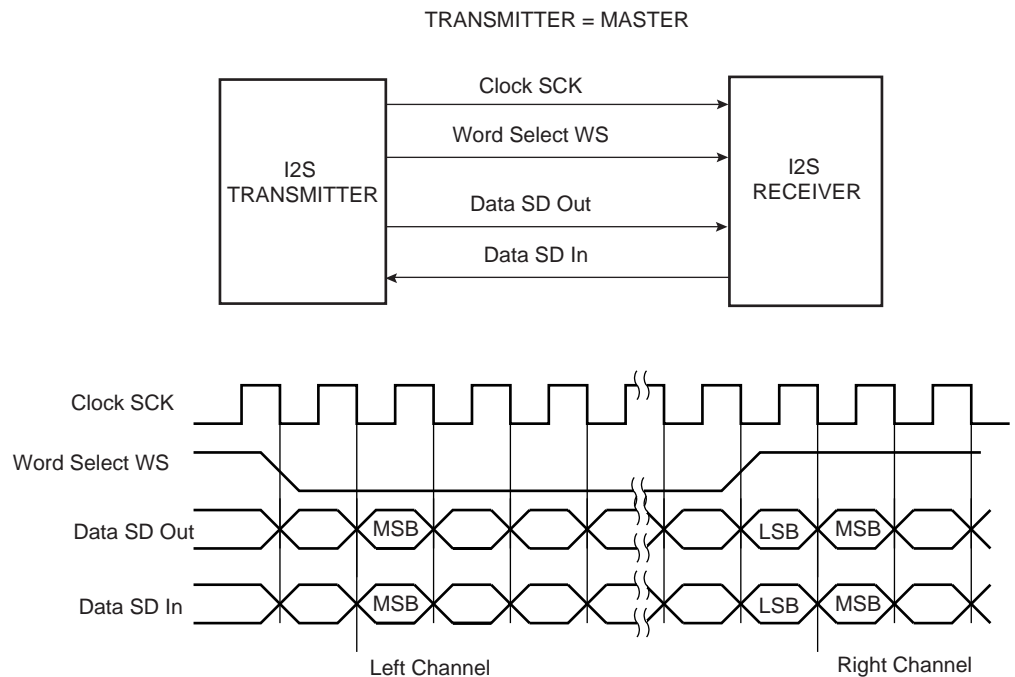 TRANSMITTER = MASTER
Clock SCK
Word Select WS
I2S
TRANSMITTER
I2S
RECEIVER
Data SD Out
Data SD In
Clock SCK
Word Select WS
Data SD Out MSB LSB MSB
Data SD In MSB LSB MSB
Left Channel Right Channel